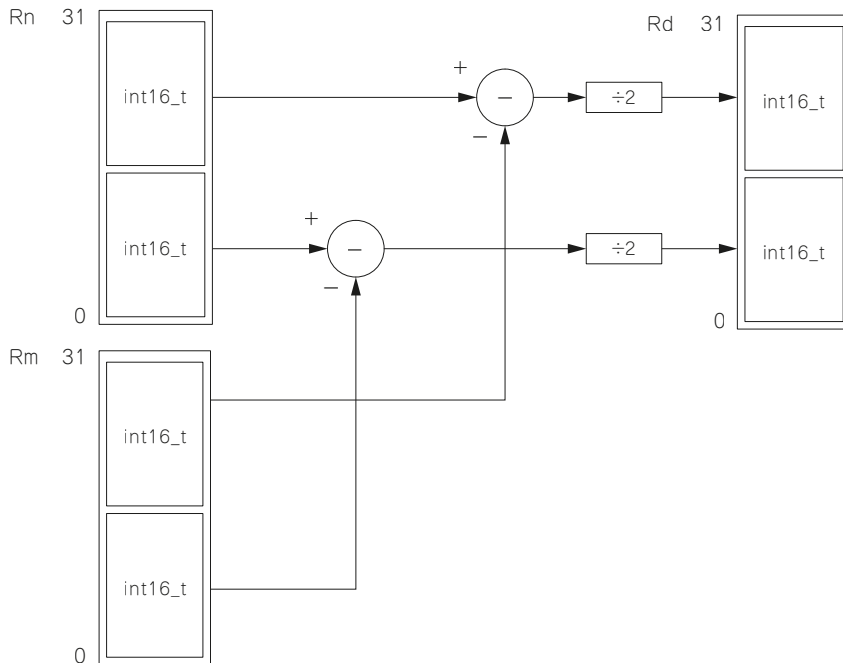 Rn 31
int16_t
int16_t
0
Rm 31
int16_t
int16_t
0
+
−
−
÷2
+
−
−
÷2
Rd 31
int16_t
int16_t
0